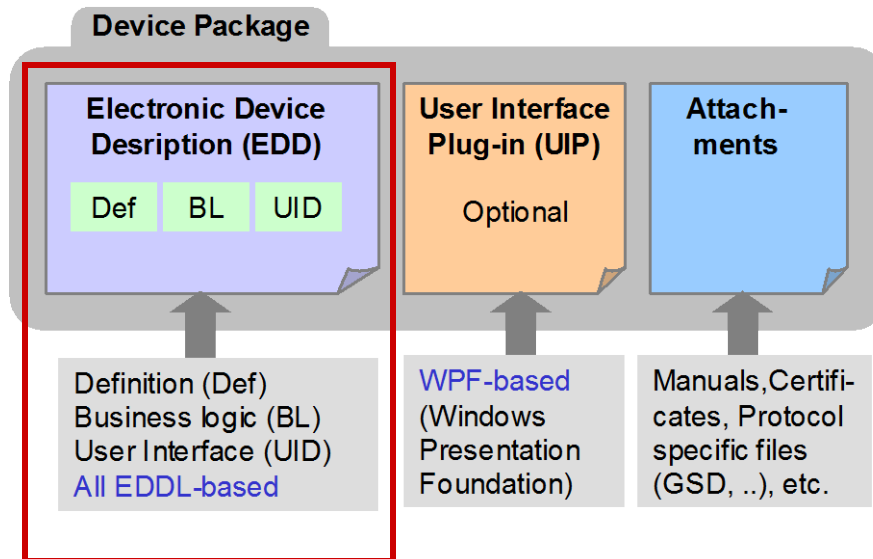 Device Package
Electronic Device
Desription (EDD)
Def BL UID
User Interface
Plug-in (UIP)
Optional
Attach-
ments
Definition (Def)
Business logic (BL)
User Interface (UID)
All EDDL-based
WPF-based
(Windows
Presentation
Foundation)
Manuals,Certifi-
cates, Protocol
specific files
(GSD, ..), etc.